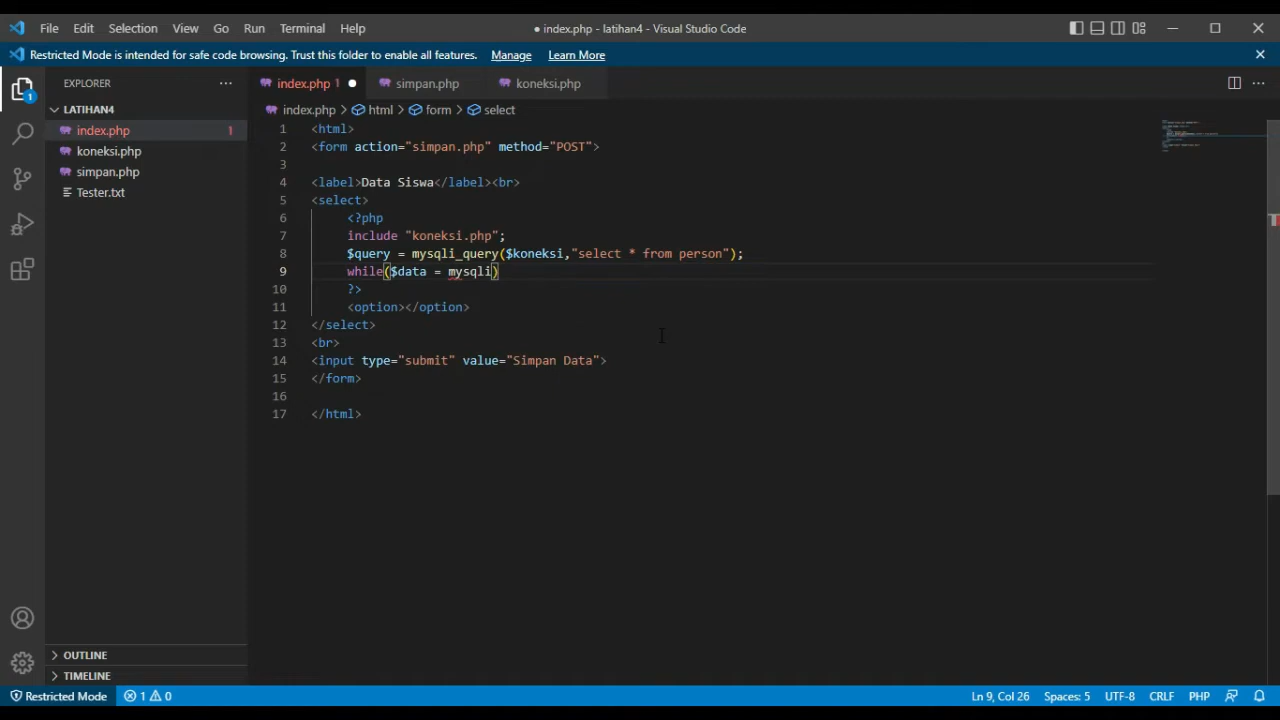 File Edit Selection View Go Run Terminal Help
● index.php - latihan4 - Visual Studio Code
Restricted Mode is intended for safe code browsing. Trust this folder to enable all features. Manage Learn More
EXPLORER
index.php 1 simpan.php koneksi.php
LATIHAN4
index.php > html > form > select
index.php 1
koneksi.php
simpan.php
Tester.txt
1 <html>
2 <form action="simpan.php" method="POST">
3
4 <label>Data Siswa</label><br>
5 <select>
6 <?php
7 include "koneksi.php";
8 $query = mysqli_query($koneksi,"select * from person");
9 while($data = mysqli)
10 ?>
11 <option></option>
12 </select>
13 <br>
14 <input type="submit" value="Simpan Data">
15 </form>
16
17 </html>
1
OUTLINE
TIMELINE
Restricted Mode 1 0 Ln 9, Col 26 Spaces: 5 UTF-8 CRLF PHP